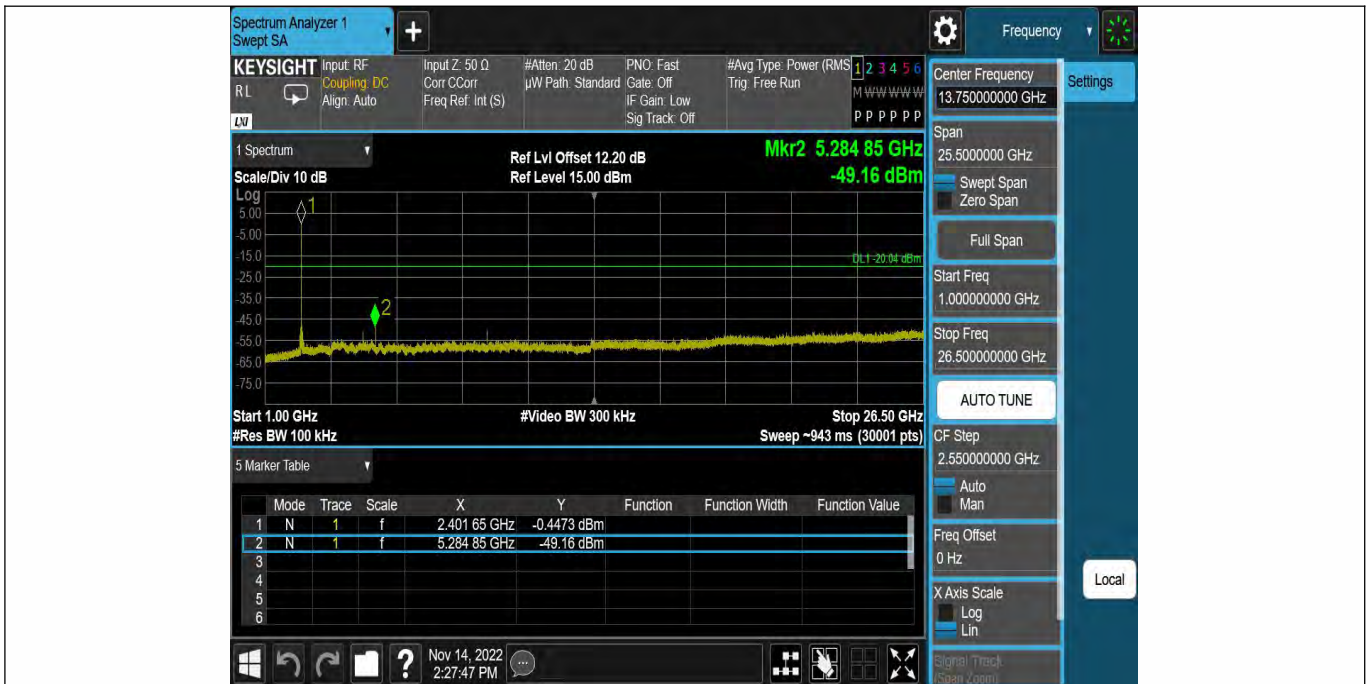 Spectrum Analyzer 1
Swept SA
Frequency
KEYSIGHT
RL
LXI
Input: RF
Coupling: DC
Align: Auto
Input Z: 50 Ω
Corr CCorr
Freq Ref: Int (S)
#Atten: 20 dB
µW Path: Standard
PNO: Fast
Gate: Off
IF Gain: Low
Sig Track: Off
#Avg Type: Power (RMS
Trig: Free Run
1 2 3 4 5 6
M W W W W W
P P P P P P
1 Spectrum
Scale/Div 10 dB
Ref Lvl Offset 12.20 dB
Ref Level 15.00 dBm
Mkr2 5.284 85 GHz
-49.16 dBm
Log
5.00
-5.00
-15.0
-25.0
-35.0
-45.0
-55.0
-65.0
-75.0
1
2
DL1 -20.04 dBm
Start 1.00 GHz
#Res BW 100 kHz
#Video BW 300 kHz
Stop 26.50 GHz
Sweep ~943 ms (30001 pts)
5 Marker Table
Mode Trace Scale X Y Function Function Width Function Value
1 N 1 f 2.401 65 GHz -0.4473 dBm
2 N 1 f 5.284 85 GHz -49.16 dBm
3
4
5
6
Nov 14, 2022
2:27:47 PM
Center Frequency
13.750000000 GHz
Settings
Span
25.5000000 GHz
Swept Span
Zero Span
Full Span
Start Freq
1.000000000 GHz
Stop Freq
26.500000000 GHz
AUTO TUNE
CF Step
2.550000000 GHz
Auto
Man
Freq Offset
0 Hz
X Axis Scale
Log
Lin
Signal Track
(Span Zoom)
Local